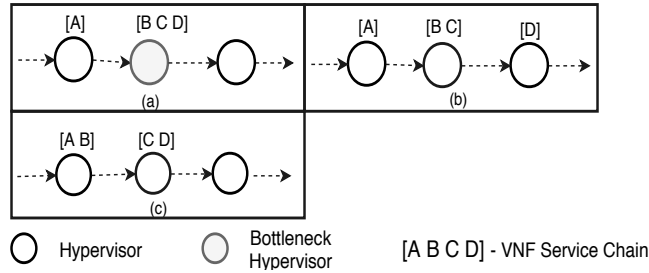 [A] [B C D]
(a)
[A] [B C] [D]
(b)
[A B] [C D]
(c)
Hypervisor
Bottleneck
Hypervisor
[A B C D] - VNF Service Chain